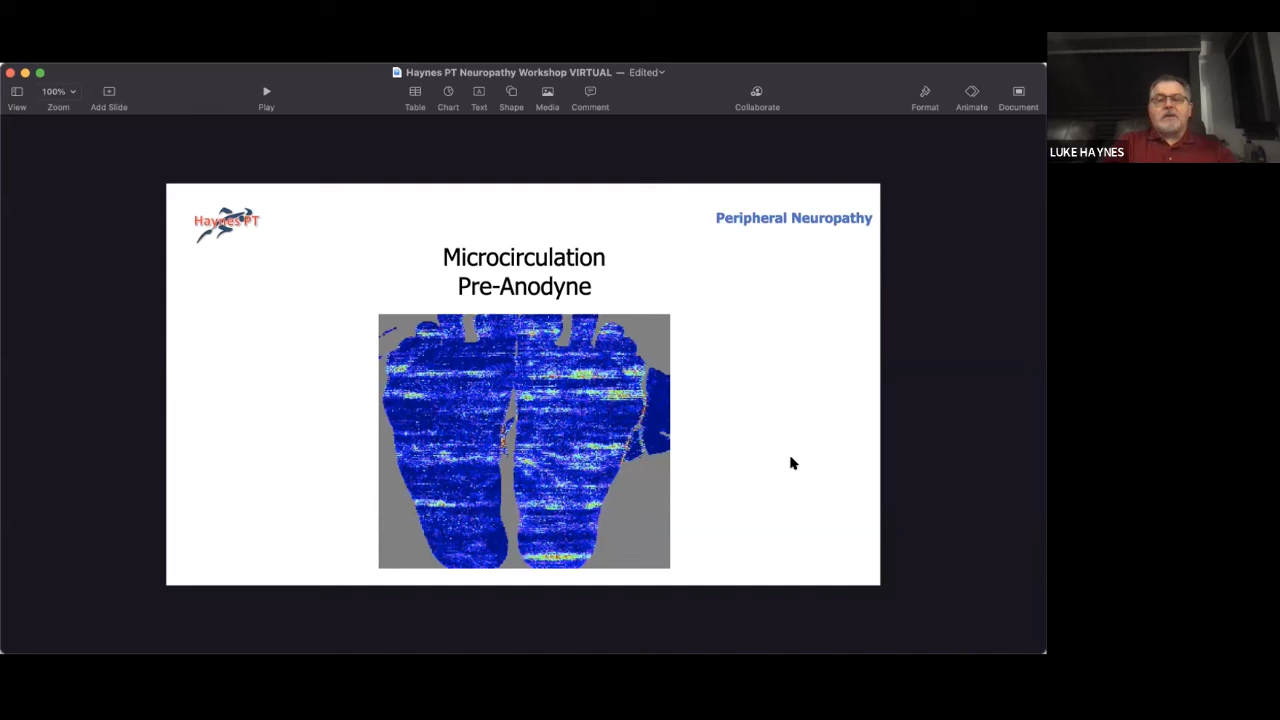 Haynes PT Neuropathy Workshop VIRTUAL — Edited
100%
View
Zoom
Add Slide
Play
Table
Chart
Text
Shape
Media
Comment
Collaborate
Format
Animate
Document
LUKE HAYNES
Haynes PT
Peripheral Neuropathy
Microcirculation
Pre-Anodyne